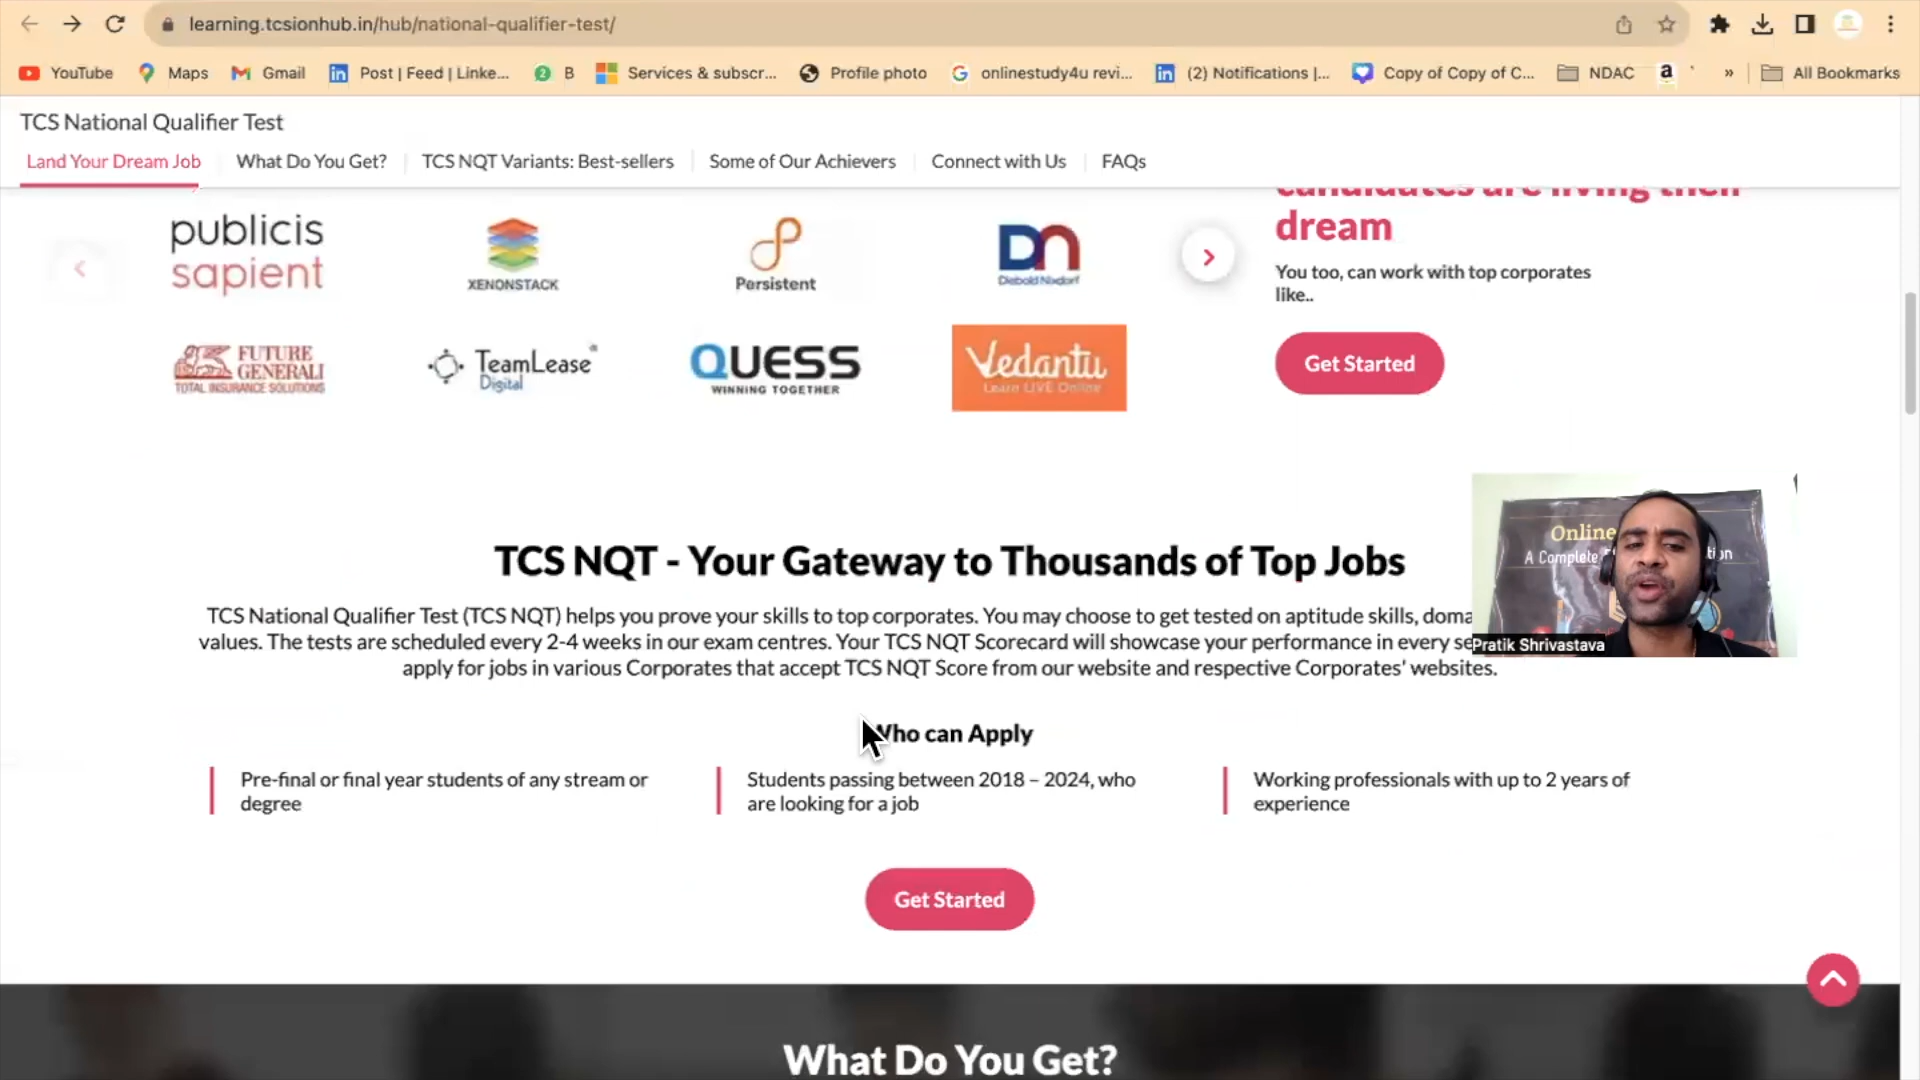 learning.tcsionhub.in/hub/national-qualifier-test/
YouTube Maps Gmail Post | Feed | Linke... B Services & subscr... Profile photo onlinestudy4u revi... (2) Notifications |... Copy of Copy of C... NDAC » All Bookmarks
TCS National Qualifier Test
Land Your Dream Job What Do You Get? TCS NQT Variants: Best-sellers Some of Our Achievers Connect with Us FAQs
candidates are living their
dream
publicis
sapient
XENONSTACK
Persistent
DN
Diebold Nixdorf
You too, can work with top corporates
like..
FUTURE
GENERALI
TOTAL INSURANCE SOLUTIONS
TeamLease
Digital
QUESS
WINNING TOGETHER
Vedantu
Learn LIVE Online
Get Started
Online
A Complete
TCS NQT - Your Gateway to Thousands of Top Jobs
TCS National Qualifier Test (TCS NQT) helps you prove your skills to top corporates. You may choose to get tested on aptitude skills, doma
values. The tests are scheduled every 2-4 weeks in our exam centres. Your TCS NQT Scorecard will showcase your performance in every se
Pratik Shrivastava
apply for jobs in various Corporates that accept TCS NQT Score from our website and respective Corporates' websites.
Who can Apply
Pre-final or final year students of any stream or
degree
Students passing between 2018 – 2024, who
are looking for a job
Working professionals with up to 2 years of
experience
Get Started
What Do You Get?